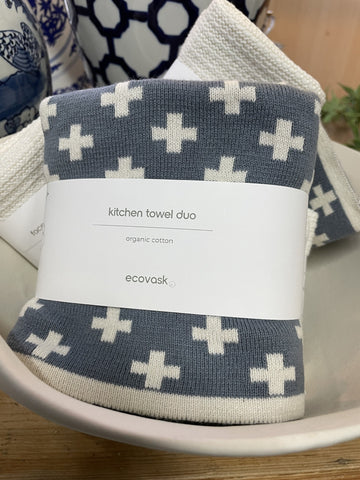 kitchen towel duo
organic cotton
ecovask